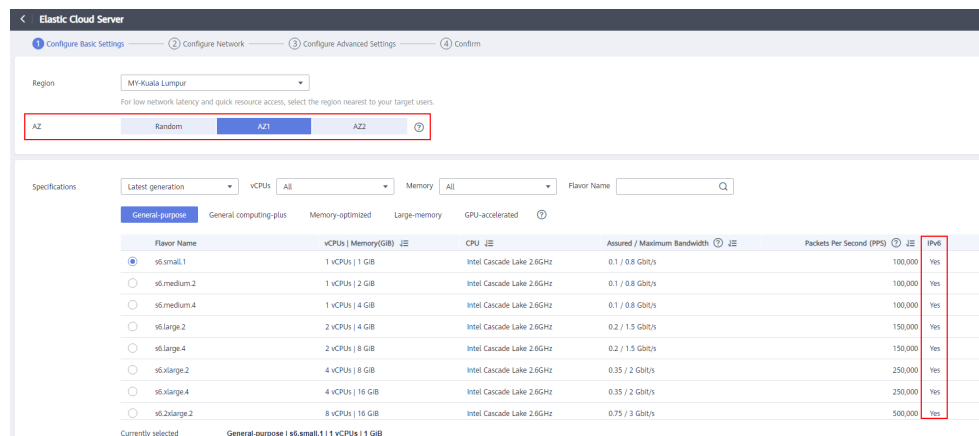 Elastic Cloud Server
1 Configure Basic Settings 2 Configure Network 3 Configure Advanced Settings 4 Confirm
Region MY-Kuala Lumpur
For low network latency and quick resource access, select the region nearest to your target users.
AZ Random AZ1 AZ2 ?
Specifications Latest generation vCPUs All Memory All Flavor Name
General-purpose General computing-plus Memory-optimized Large-memory GPU-accelerated ?
Flavor Name vCPUs | Memory(GiB) CPU Assured / Maximum Bandwidth ? Packets Per Second (PPS) ? IPv6
s6.small.1 1 vCPUs | 1 GiB Intel Cascade Lake 2.6GHz 0.1 / 0.8 Gbit/s 100,000 Yes
s6.medium.2 1 vCPUs | 2 GiB Intel Cascade Lake 2.6GHz 0.1 / 0.8 Gbit/s 100,000 Yes
s6.medium.4 1 vCPUs | 4 GiB Intel Cascade Lake 2.6GHz 0.1 / 0.8 Gbit/s 100,000 Yes
s6.large.2 2 vCPUs | 4 GiB Intel Cascade Lake 2.6GHz 0.2 / 1.5 Gbit/s 150,000 Yes
s6.large.4 2 vCPUs | 8 GiB Intel Cascade Lake 2.6GHz 0.2 / 1.5 Gbit/s 150,000 Yes
s6.xlarge.2 4 vCPUs | 8 GiB Intel Cascade Lake 2.6GHz 0.35 / 2 Gbit/s 250,000 Yes
s6.xlarge.4 4 vCPUs | 16 GiB Intel Cascade Lake 2.6GHz 0.35 / 2 Gbit/s 250,000 Yes
s6.2xlarge.2 8 vCPUs | 16 GiB Intel Cascade Lake 2.6GHz 0.75 / 3 Gbit/s 500,000 Yes
Currently selected General-purpose | s6.small.1 | 1 vCPUs | 1 GiB